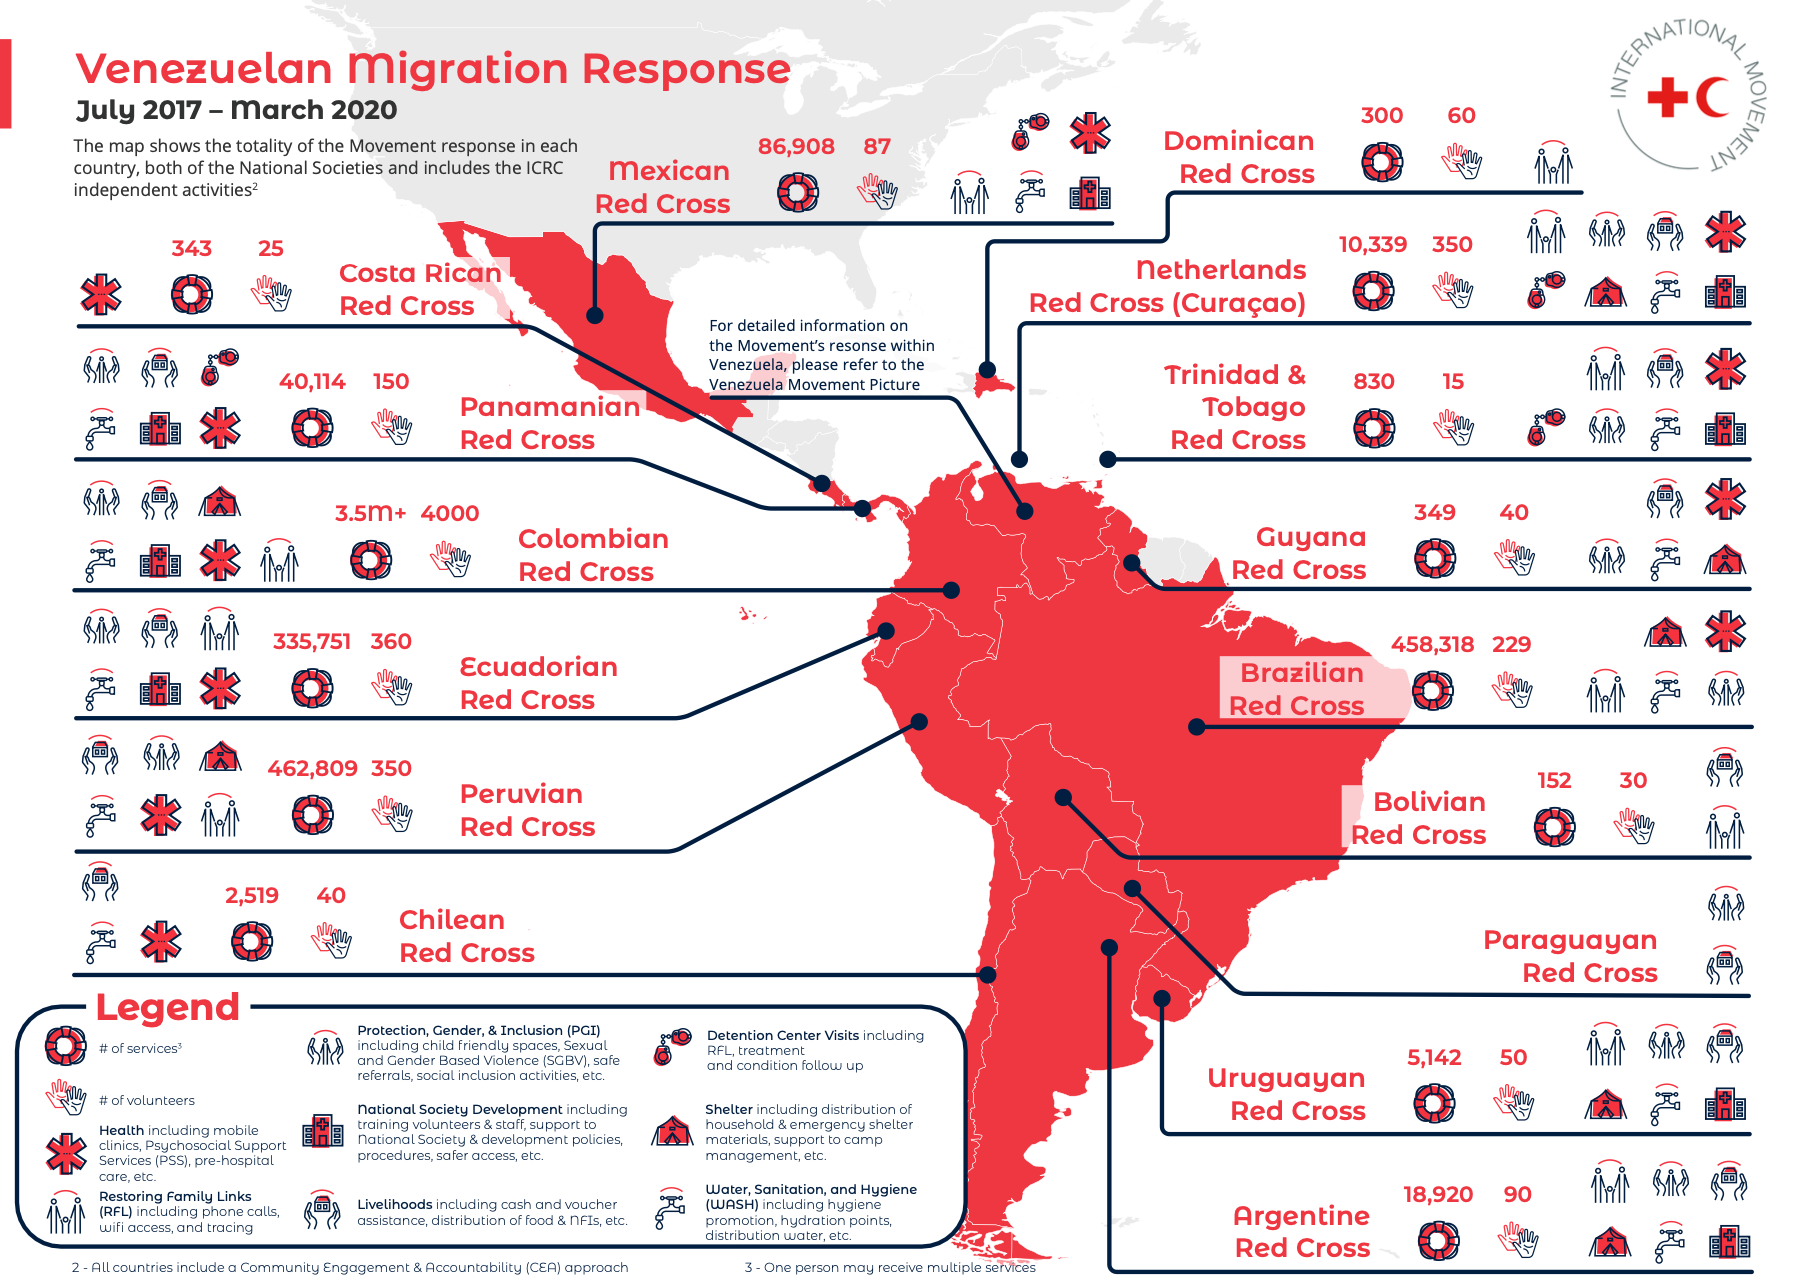 Venezuelan Migration Response
July 2017 – March 2020
The map shows the totality of the Movement response in each
country, both of the National Societies and includes the ICRC
independent activities²
INTERNATIONAL MOVEMENT
Mexican
Red Cross
86,908 87
Dominican
Red Cross
300 60
Costa Rican
Red Cross
343 25
Netherlands
Red Cross (Curaçao)
10,339 350
For detailed information on
the Movement's resonse within
Venezuela, please refer to the
Venezuela Movement Picture
Panamanian
Red Cross
40,114 150
Trinidad &
Tobago
Red Cross
830 15
Colombian
Red Cross
3.5M+ 4000
Guyana
Red Cross
349 40
Ecuadorian
Red Cross
335,751 360
Brazilian
Red Cross
458,318 229
Peruvian
Red Cross
462,809 350
Bolivian
Red Cross
152 30
Chilean
Red Cross
2,519 40
Paraguayan
Red Cross
Uruguayan
Red Cross
5,142 50
Argentine
Red Cross
18,920 90
Legend
# of services³
# of volunteers
Health including mobile
clinics, Psychosocial Support
Services (PSS), pre-hospital
care, etc.
Restoring Family Links
(RFL) including phone calls,
wifi access, and tracing
Protection, Gender, & Inclusion (PGI)
including child friendly spaces, Sexual
and Gender Based Violence (SGBV), safe
referrals, social inclusion activities, etc.
National Society Development including
training volunteers & staff, support to
National Society & development policies,
procedures, safer access, etc.
Livelihoods including cash and voucher
assistance, distribution of food & NFIs, etc.
Detention Center Visits including
RFL, treatment
and condition follow up
Shelter including distribution of
household & emergency shelter
materials, support to camp
management, etc.
Water, Sanitation, and Hygiene
(WASH) including hygiene
promotion, hydration points,
distribution water, etc.
2 - All countries include a Community Engagement & Accountability (CEA) approach
3 - One person may receive multiple services